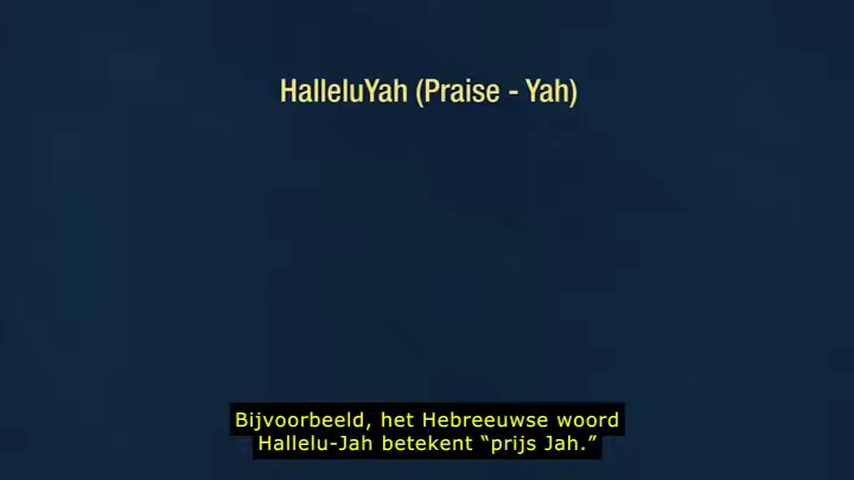 HalleluYah (Praise - Yah)
Bijvoorbeeld, het Hebreeuwse woord
Hallelu-Jah betekent “prijs Jah.”